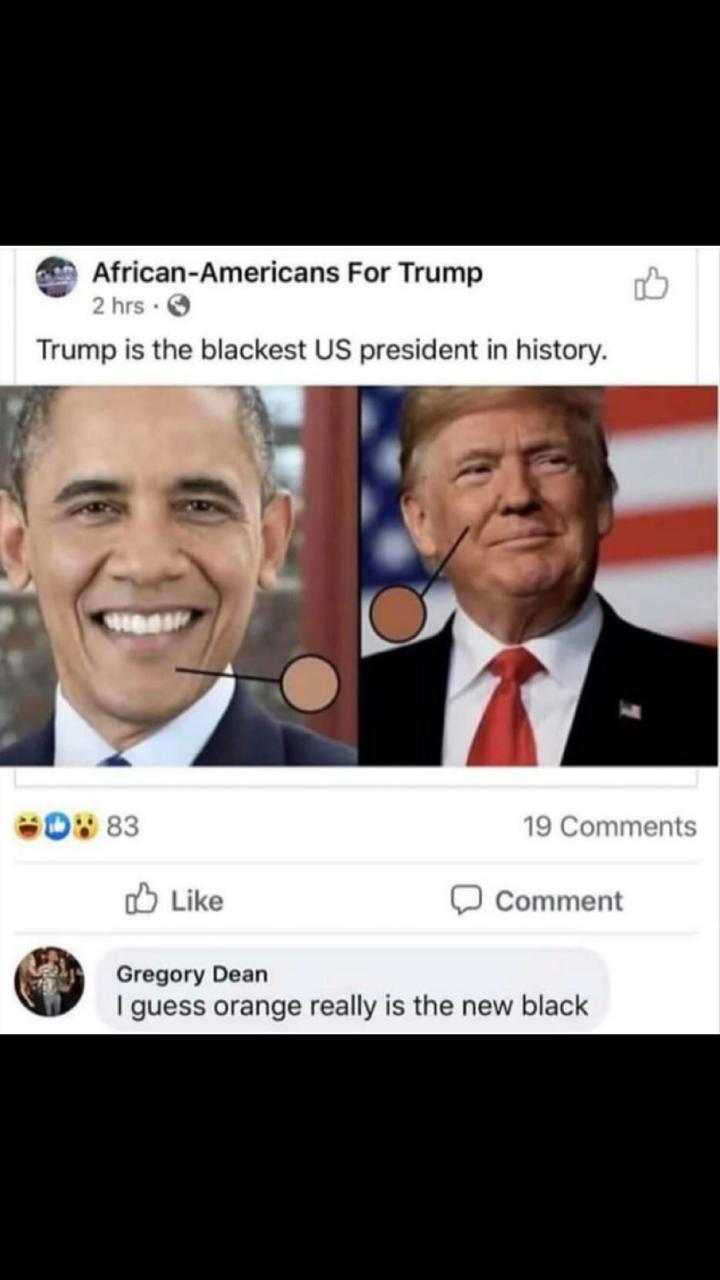 African-Americans For Trump
2 hrs ·
Trump is the blackest US president in history.
83
19 Comments
Like
Comment
Gregory Dean
I guess orange really is the new black